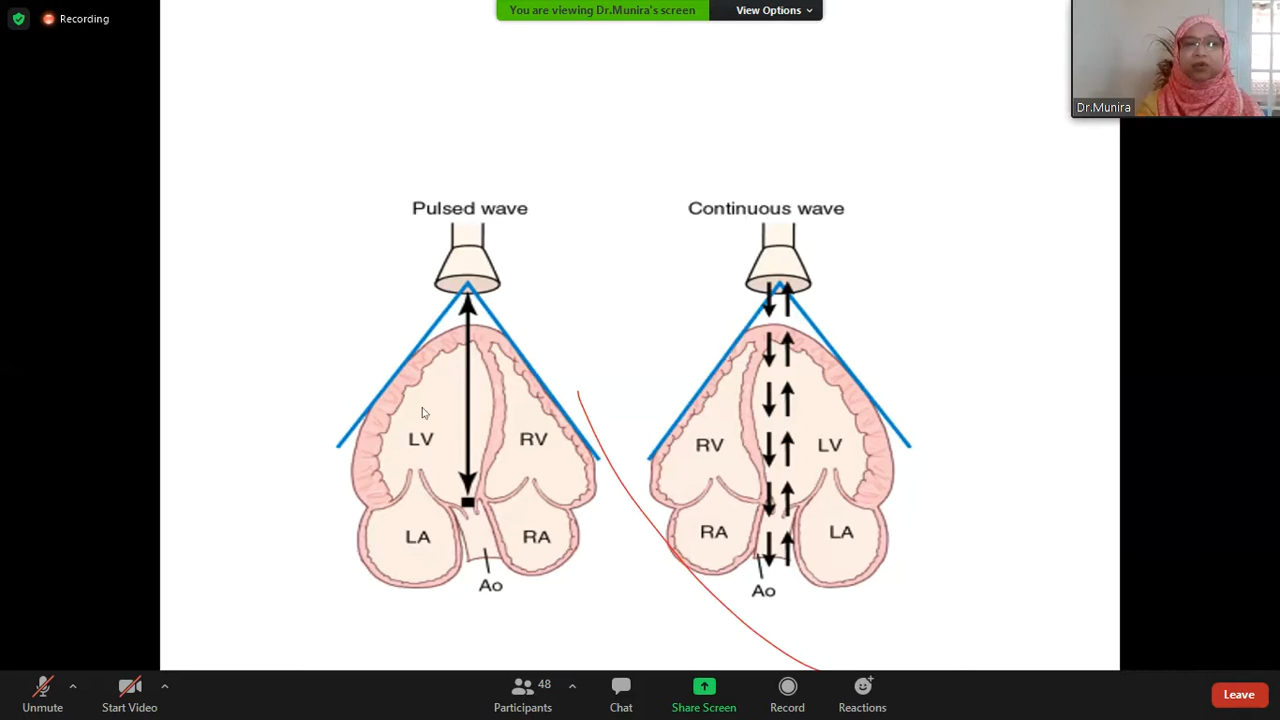 Recording
You are viewing Dr.Munira's screen
View Options
Dr.Munira
Pulsed wave
Continuous wave
LV
RV
LA
RA
Ao
RV
LV
RA
LA
Ao
Unmute
Start Video
48
Participants
Chat
Share Screen
Record
Reactions
Leave